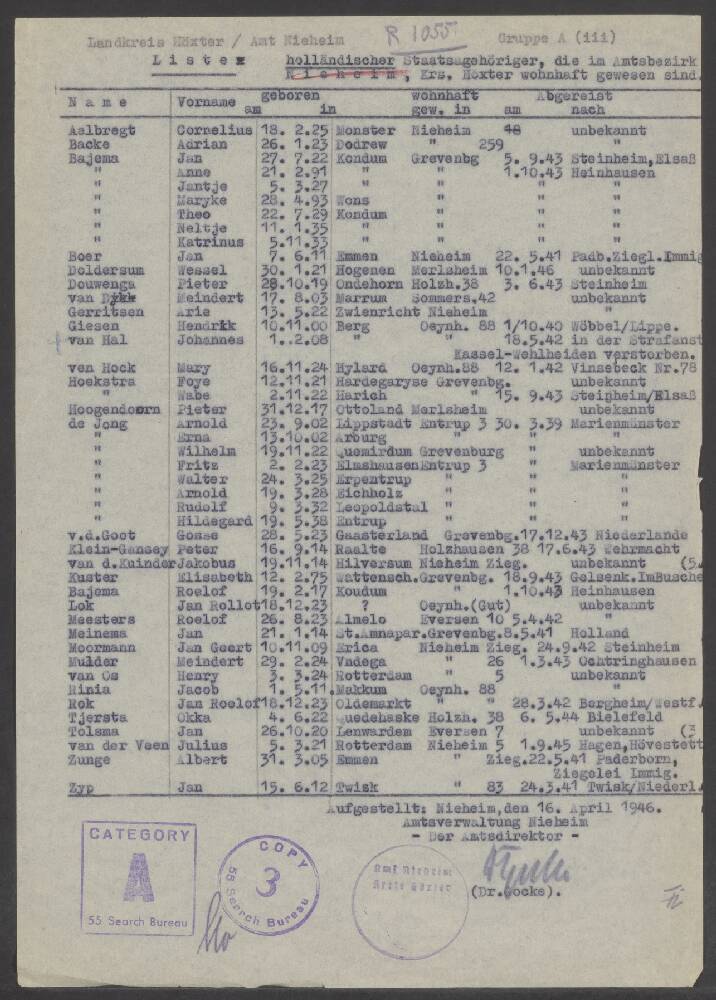 Landkreis Höxter / Amt Nieheim R 1055 Gruppe A (iii)
Liste holländischer Staatsagehöriger, die im Amtsbezirk
Nieheim, Krs. Höxter wohnhaft gewesen sind.
Name Vorname geboren wohnhaft Abgereist
am in gew. in am nach
Aalbregt Cornelius 18. 2.25 Monster Nieheim 48 unbekannt
Backe Adrian 26. 1.23 Dodrew " 259 "
Bajema Jan 27. 7.22 Kondum Grevenbg 5. 9.43 Steinheim,Elsaß
" Anne 21. 2.91 " " 1.10.43 Heinhausen
" Jantje 5. 3.27 " " " "
" Maryke 28. 4.93 Wons " " "
" Theo 22. 7.29 Kondum " " "
" Neltje 11. 1.35 " " " "
" Katrinus 5.11.33 " " " "
Boer Jan 7. 6.11 Emmen Nieheim 22. 5.41 Padb.Ziegl.Immig
Doldersum Wessel 30. 1.21 Hogenen Merlsheim 10.1.46 unbekannt
Douwenga Pieter 28.10.19 Ondehorn Holzh.38 3. 6.43 Steinheim
van Dykk Meindert 17. 8.03 Marrum Sommers.42 unbekannt
Gerritsen Arie 13. 5.22 Zwienricht Nieheim "
Giesen Hendrik 10.11.00 Berg Oeynh. 88 1/10.40 Wöbbel/Lippe.
van Hal Johannes 1..2.08 " " 18.5.42 in der Strafanst
Kassel-Wehlheiden verstorben.
ven Hock Mary 16.11.24 Hylard Oeynh.88 12. 1.42 Vinsebeck Nr.78
Hoekstra Foye 12.11.21 Hardegaryse Grevenbg. unbekannt
" Wabe 2.11.22 Harich " 15. 9.43 Steinheim/Elsaß
Hoogendoorn Pieter 31.12.17 Ottoland Merlsheim unbekannt
de Jong Arnold 23. 9.02 Lippstadt Entrup 3 30. 3.39 Marienmünster
" Erna 13.10.02 Arburg " " "
" Wilhelm 19.11.22 Quemirdum Grevenburg " unbekannt
" Fritz 2. 2.23 Elmshausen Entrup 3 " Marienmünster
" Walter 24. 3.25 Erpentrup " " "
" Arnold 19. 3.28 Eichholz " " "
" Rudolf 9. 3.32 Leopoldstal " " "
" Hildegard 19. 5.38 Entrup " " "
v.d.Goot Gosse 28. 5.23 Gaasterland Grevenbg.17.12.43 Niederlande
Klein-Gansey Peter 16. 9.14 Raalte Holzhausen 38 17.6.43 Wehrmacht
van d.Kuinder Jakobus 19.11.14 Hilversum Nieheim Zieg. unbekannt (5.
Kuster Elisabeth 12. 2.75 Wattensch.Grevenbg. 18.9.43 Gelsenk.ImBusche
Bajema Roelof 19. 2.17 Koudum " 1.10.43 Heinhausen
Lok Jan Rollot 18.12.23 ? Oeynh.(Gut) unbekannt
Meesters Roelof 26. 8.23 Almelo Eversen 10 5.4.42 "
Meinema Jan 21. 1.14 St.Annapar.Grevenbg.8.5.41 Holland
Moormann Jan Geert 10.11.09 Erica Nieheim Zieg. 24.9.42 Steinheim
Mulder Meindert 29. 2.24 Vndega " 26 1.3.43 Ochtringhausen
van Os Henry 3. 3.24 Rotterdam " 5 unbekannt
Rinia Jacob 1. 5.11 Makkum Oeynh. 88 "
Rok Jan Roelof 18.12.23 Oldemarkt " " 28.3.42 Bergheim/Westf.
Tjersta Okka 4. 6.22 Quedehaske Holzh. 38 6. 5.44 Bielefeld
Tolsma Jan 26.10.20 Lenwardem Eversen 7 unbekannt (3
van der Veen Julius 5. 3.21 Rotterdam Nieheim 5 1.9.45 Hagen,Hövestett
Zunge Albert 31. 3.05 Emmen " Zieg.22.5.41 Paderborn,
Ziegelei Immig.
Zyp Jan 15. 6.12 Twisk " 83 24.5.41 Twisk/Niederl.
Aufgestellt: Nieheim,den 16. April 1946.
Amtsverwaltung Nieheim
- Der Amtsdirektor -
(Dr.Pocke).
CATEGORY
A
55 Search Bureau
COPY
3
55 Search Bureau
Amt Nieheim
Kreis Höxter